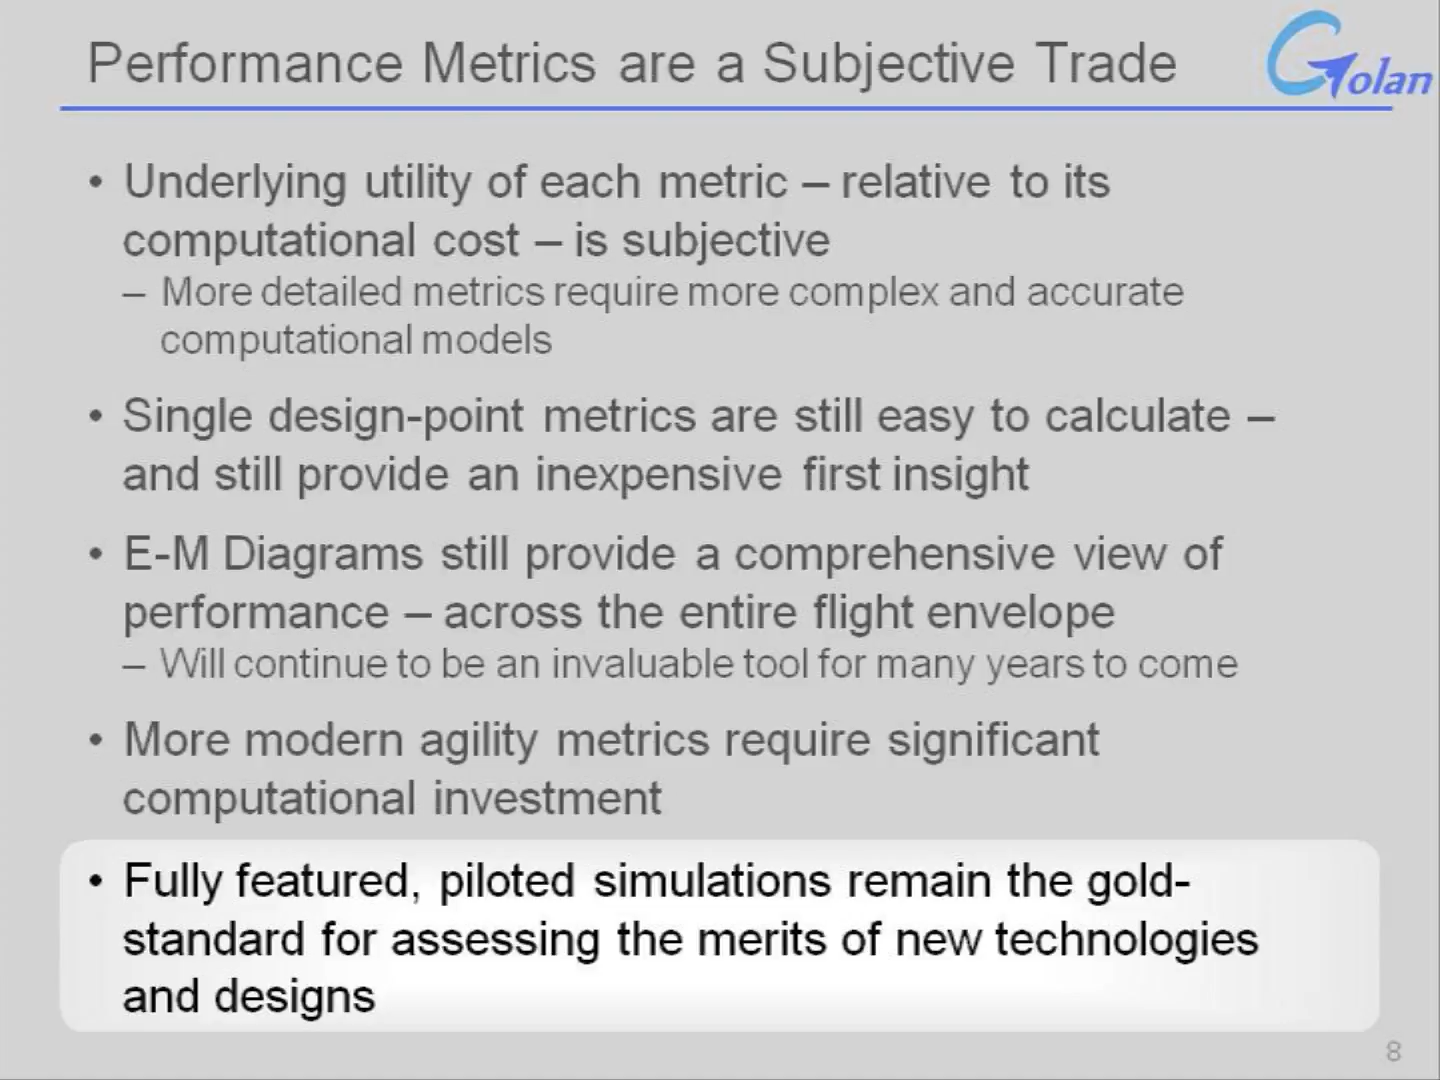 Performance Metrics are a Subjective Trade
Golan
• Underlying utility of each metric – relative to its
computational cost – is subjective
– More detailed metrics require more complex and accurate
computational models
• Single design-point metrics are still easy to calculate –
and still provide an inexpensive first insight
• E-M Diagrams still provide a comprehensive view of
performance – across the entire flight envelope
– Will continue to be an invaluable tool for many years to come
• More modern agility metrics require significant
computational investment
• Fully featured, piloted simulations remain the gold-
standard for assessing the merits of new technologies
and designs
8